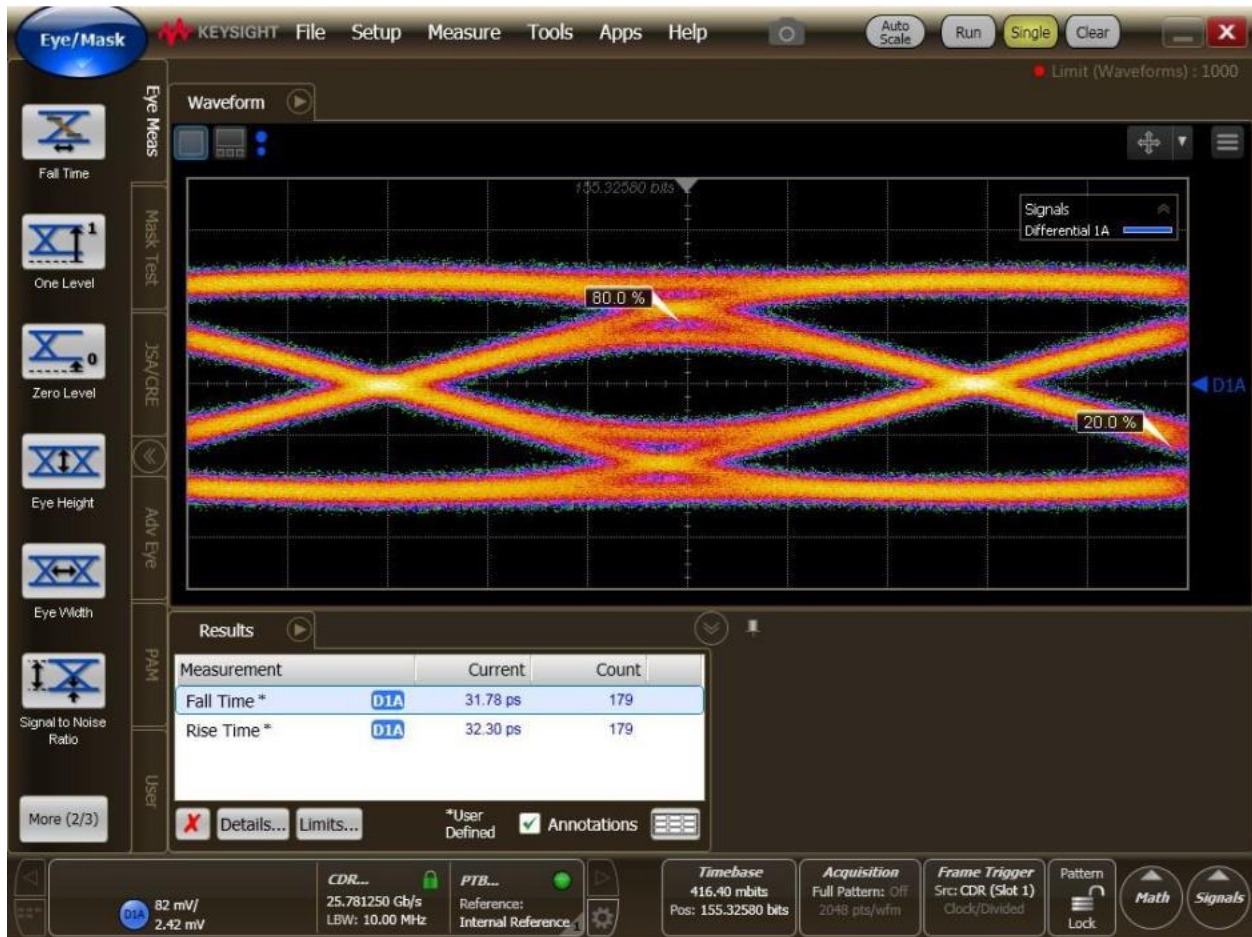 Eye/Mask
KEYSIGHT File Setup Measure Tools Apps Help
Auto Scale
Run
Single
Clear
Limit (Waveforms) : 1000
Eye Meas
Mask Test
JSA/CRE
Adv Eye
PAM
User
Fall Time
1
One Level
0
Zero Level
Eye Height
Eye Width
Signal to Noise
Ratio
More (2/3)
Waveform
155.32580 bits
Signals
Differential 1A
80.0 %
20.0 %
D1A
Results
Measurement Current Count
Fall Time * D1A 31.78 ps 179
Rise Time * D1A 32.30 ps 179
Details...
Limits...
*User
Defined
Annotations
D1A
82 mV/
2.42 mV
CDR...
25.781250 Gb/s
LBW: 10.00 MHz
PTB...
Reference:
Internal Reference
1
Timebase
416.40 mbits
Pos: 155.32580 bits
Acquisition
Full Pattern: Off
2048 pts/wfm
Frame Trigger
Src: CDR (Slot 1)
Clock/Divided
Pattern
Lock
Math
Signals